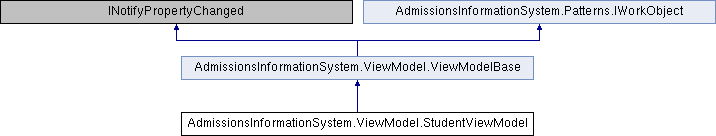 INotifyPropertyChanged
AdmissionsInformationSystem.Patterns.IWorkObject
AdmissionsInformationSystem.ViewModel.ViewModelBase
AdmissionsInformationSystem.ViewModel.StudentViewModel